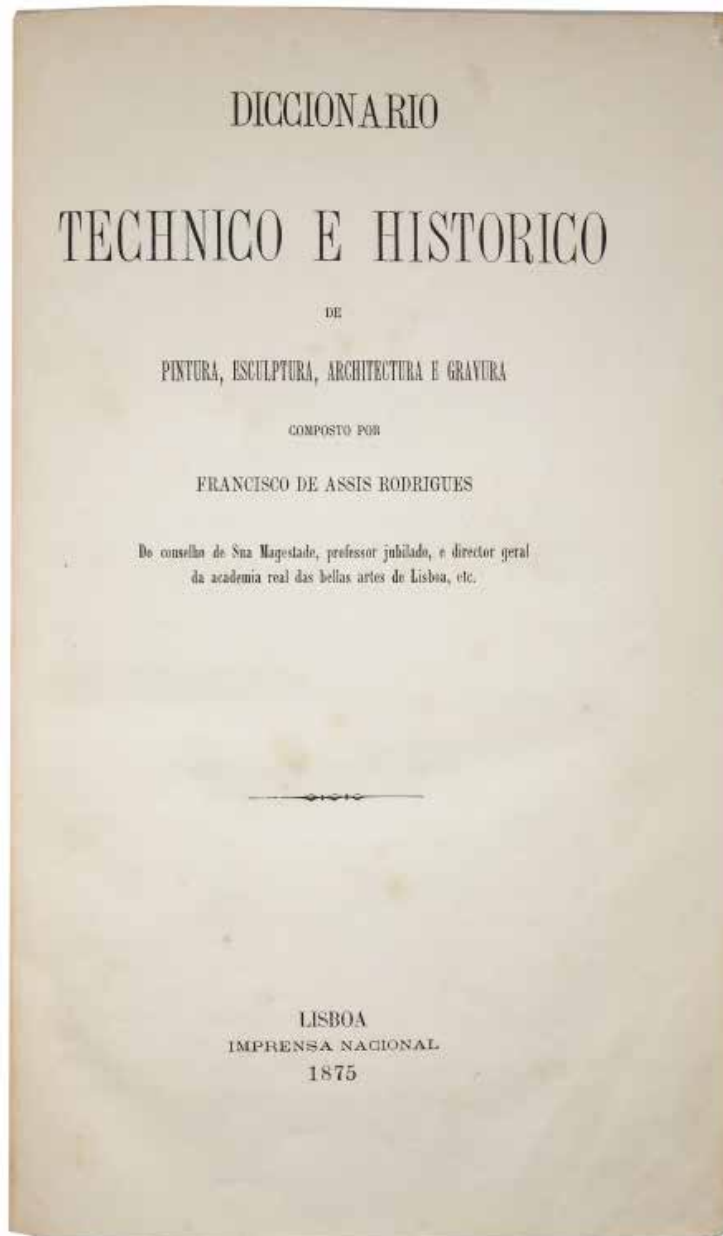 DICCIONARIO
TECHNICO E HISTORICO
DE
PINTURA, ESCULPTURA, ARCHITECTURA E GRAVURA
COMPOSTO POR
FRANCISCO DE ASSIS RODRIGUES
Do conselho de Sua Magestade, professor jubilado, e director geral
da academia real das bellas artes de Lisboa, etc.
LISBOA
IMPRENSA NACIONAL
1875